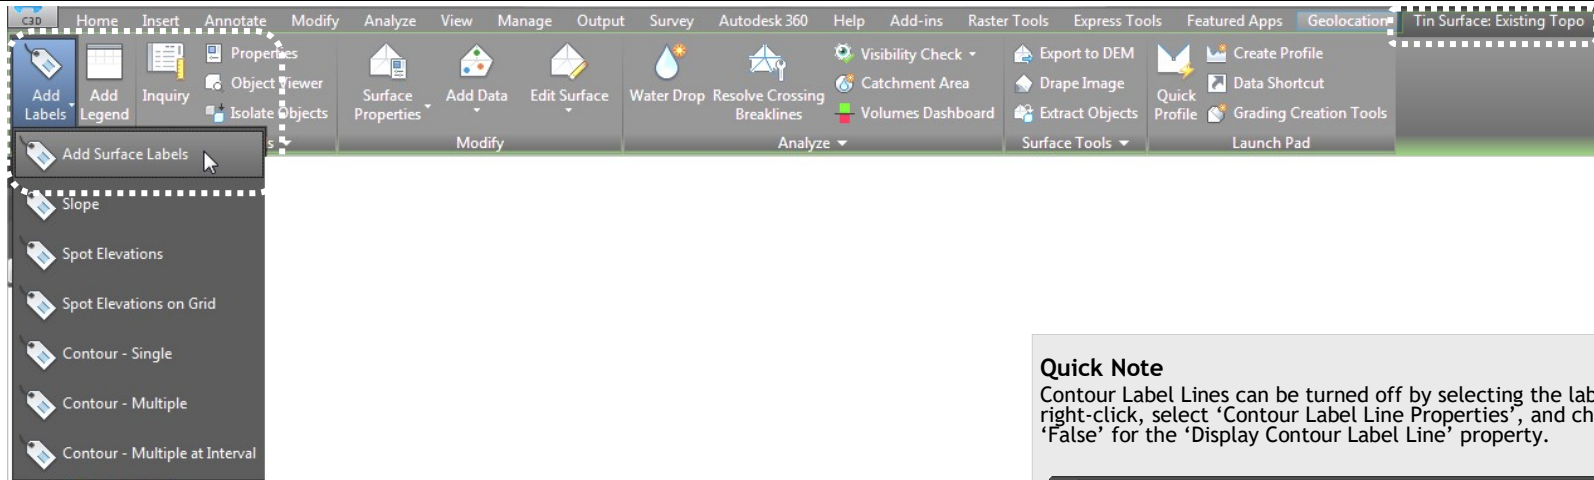 C3D Home Insert Annotate Modify Analyze View Manage Output Survey Autodesk 360 Help Add-ins Raster Tools Express Tools Featured Apps Geolocation Tin Surface: Existing Topo
Add Labels
Add Legend
Inquiry
Properties
Object Viewer
Isolate Objects
Surface Properties
Add Data
Edit Surface
Modify
Water Drop
Resolve Crossing Breaklines
Visibility Check
Catchment Area
Volumes Dashboard
Analyze
Export to DEM
Drape Image
Extract Objects
Surface Tools
Quick Profile
Create Profile
Data Shortcut
Grading Creation Tools
Launch Pad
Add Surface Labels
Slope
Spot Elevations
Spot Elevations on Grid
Contour - Single
Contour - Multiple
Contour - Multiple at Interval
Quick Note
Contour Label Lines can be turned off by selecting the
right-click, select ‘Contour Label Line Properties’, and
‘False’ for the ‘Display Contour Label Line’ property.